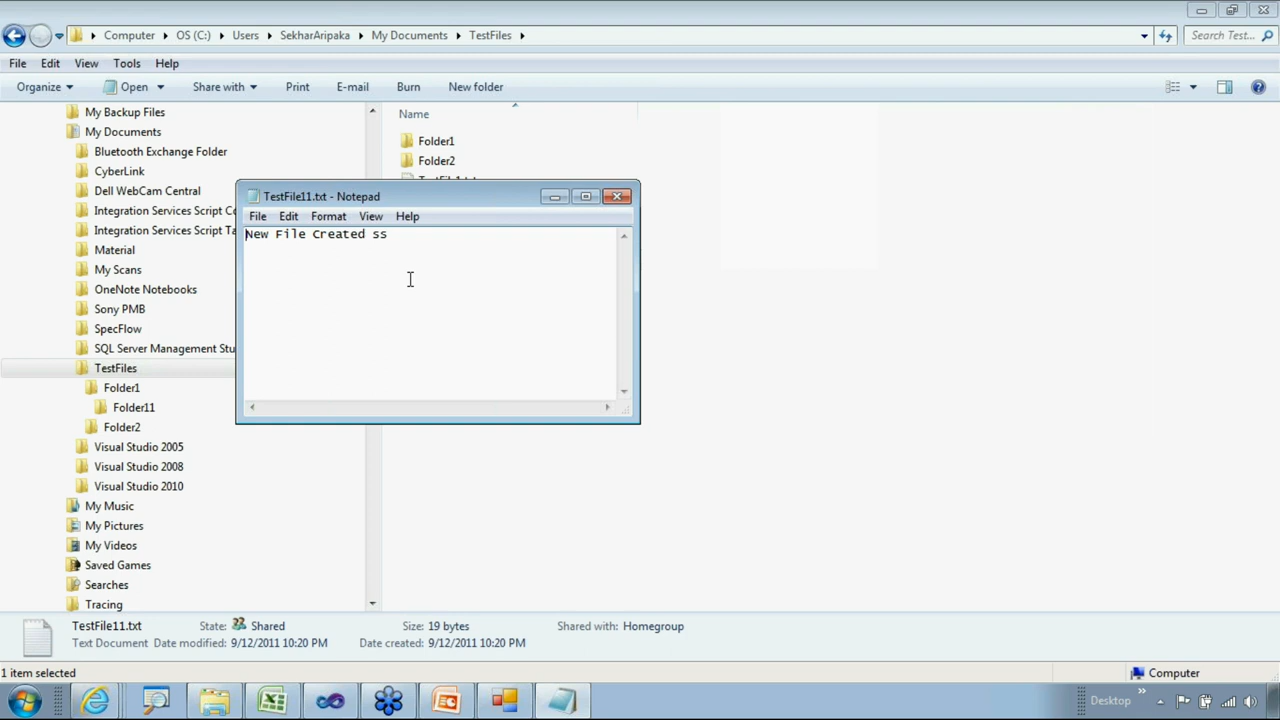 Computer OS (C:) Users SekharAripaka My Documents TestFiles Search Test...
File Edit View Tools Help
Organize Open Share with Print E-mail Burn New folder
My Backup Files
My Documents
Bluetooth Exchange Folder
CyberLink
Dell WebCam Central
Integration Services Script Co
Integration Services Script Ta
Material
My Scans
OneNote Notebooks
Sony PMB
SpecFlow
SQL Server Management Stu
TestFiles
Folder1
Folder11
Folder2
Visual Studio 2005
Visual Studio 2008
Visual Studio 2010
My Music
My Pictures
My Videos
Saved Games
Searches
Tracing
Name
Folder1
Folder2
TestFile11.txt - Notepad
File Edit Format View Help
New File Created ss
TestFile11.txt State: Shared Size: 19 bytes Shared with: Homegroup
Text Document Date modified: 9/12/2011 10:20 PM Date created: 9/12/2011 10:20 PM
1 item selected Computer
Desktop